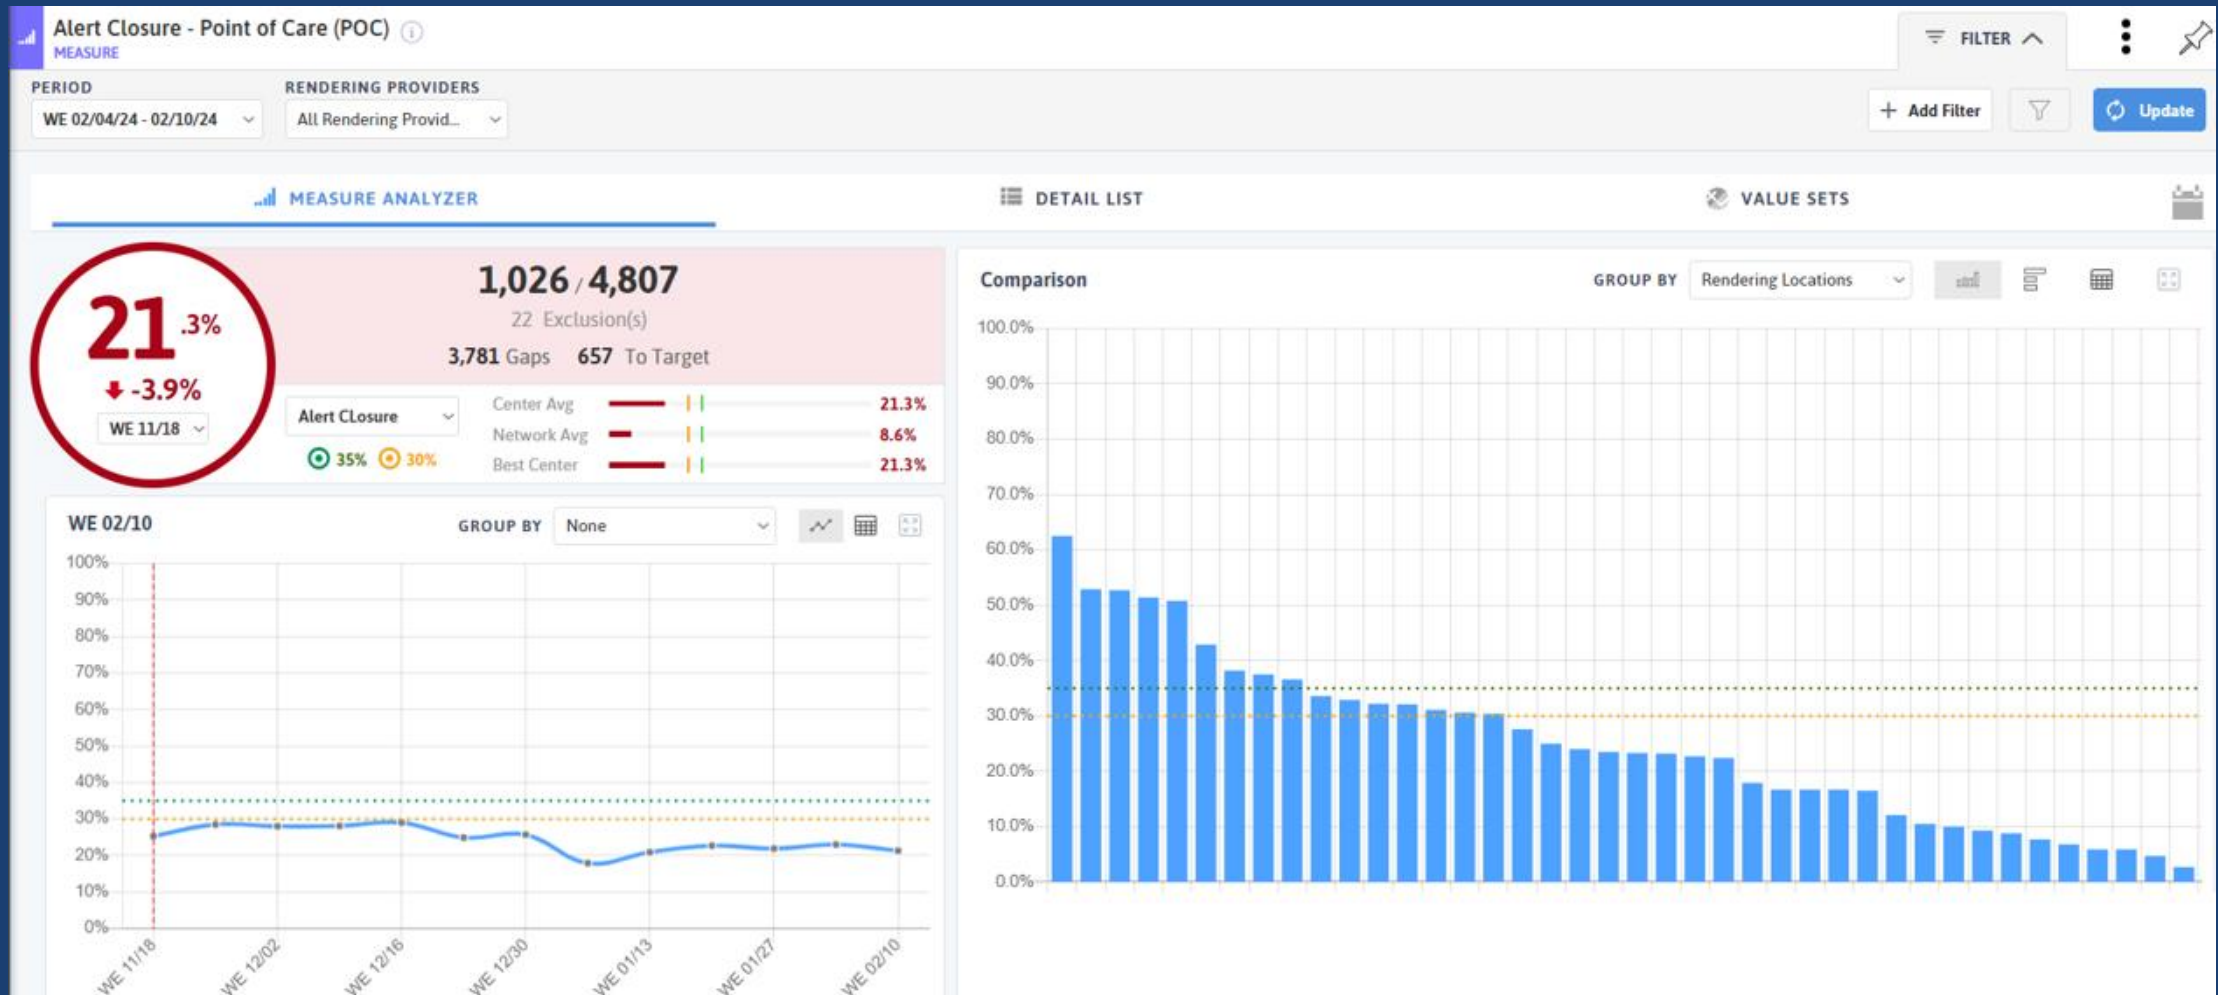 Alert Closure - Point of Care (POC)
MEASURE
FILTER
PERIOD
RENDERING PROVIDERS
WE 02/04/24 - 02/10/24
All Rendering Provid...
+ Add Filter
Update
MEASURE ANALYZER
DETAIL LIST
VALUE SETS
21.3%
-3.9%
WE 11/18
1,026 / 4,807
22 Exclusion(s)
3,781 Gaps 657 To Target
Alert CLosure
35% 30%
Center Avg 21.3%
Network Avg 8.6%
Best Center 21.3%
WE 02/10
GROUP BY None
100%
90%
80%
70%
60%
50%
40%
30%
20%
10%
0%
WE 11/18
WE 12/02
WE 12/16
WE 12/30
WE 01/13
WE 01/27
WE 02/10
Comparison
GROUP BY Rendering Locations
100.0%
90.0%
80.0%
70.0%
60.0%
50.0%
40.0%
30.0%
20.0%
10.0%
0.0%